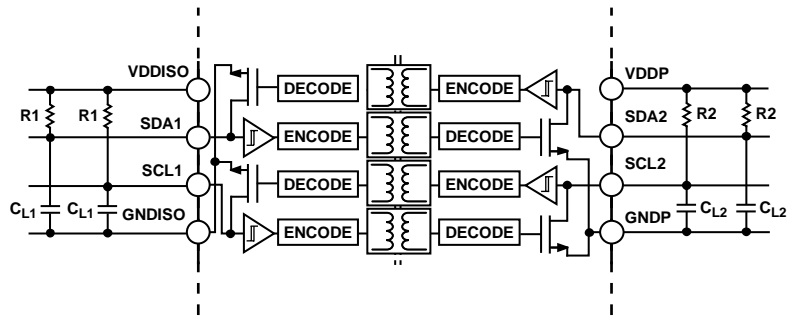 VDDISO
DECODE
ENCODE
VDDP
R1
R1
R2
R2
SDA1
ENCODE
DECODE
SDA2
SCL1
DECODE
ENCODE
SCL2
CL1
CL1
GNDISO
ENCODE
DECODE
GNDP
CL2
CL2